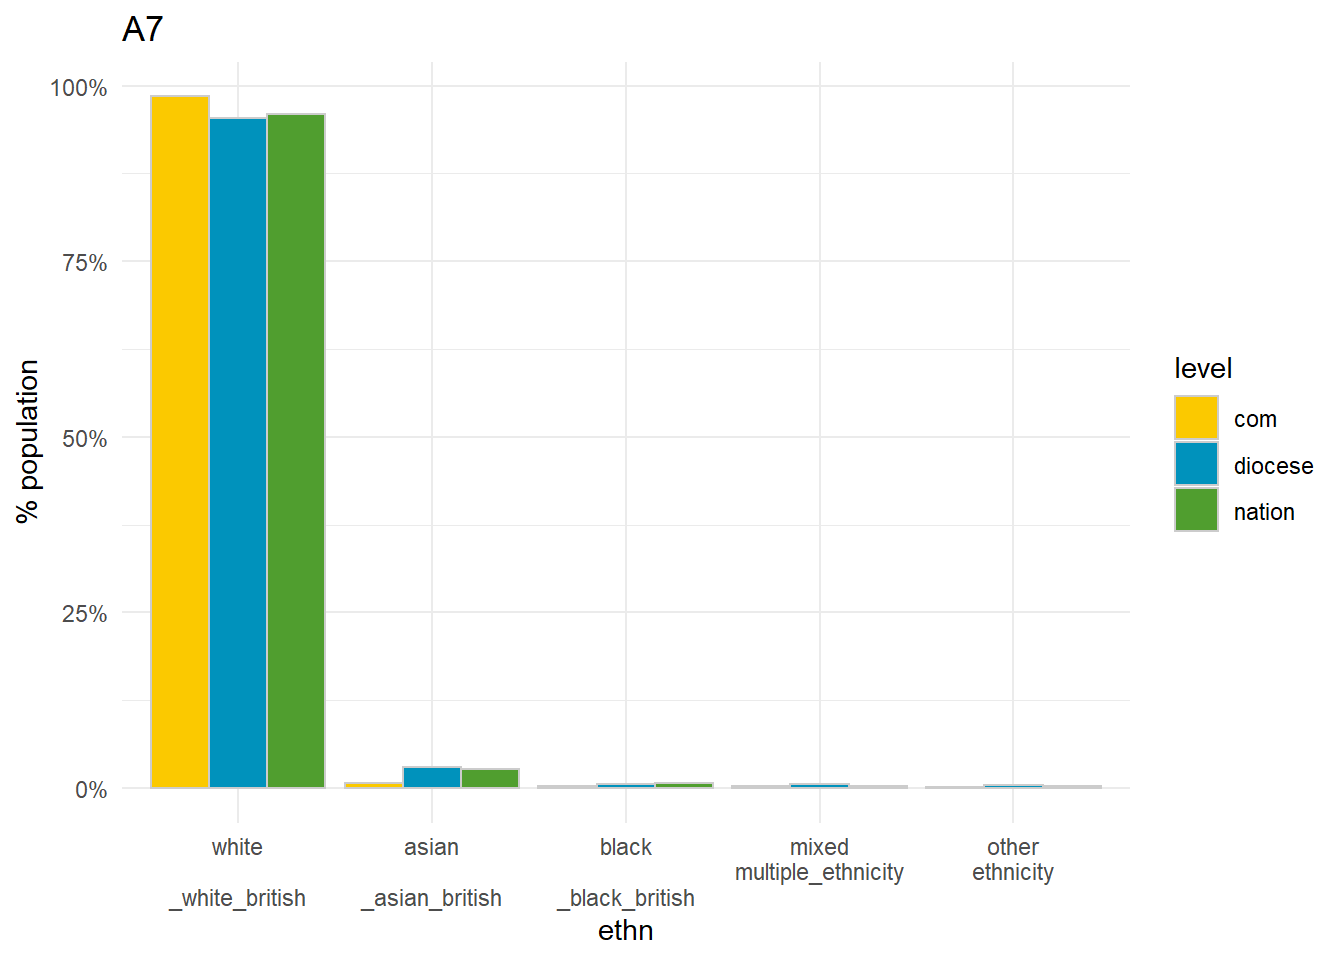 A7
100%
75%
50%
25%
0%
% population
white
_white_british
asian
_asian_british
black
_black_british
mixed
multiple_ethnicity
other
ethnicity
ethn
level
com
diocese
nation